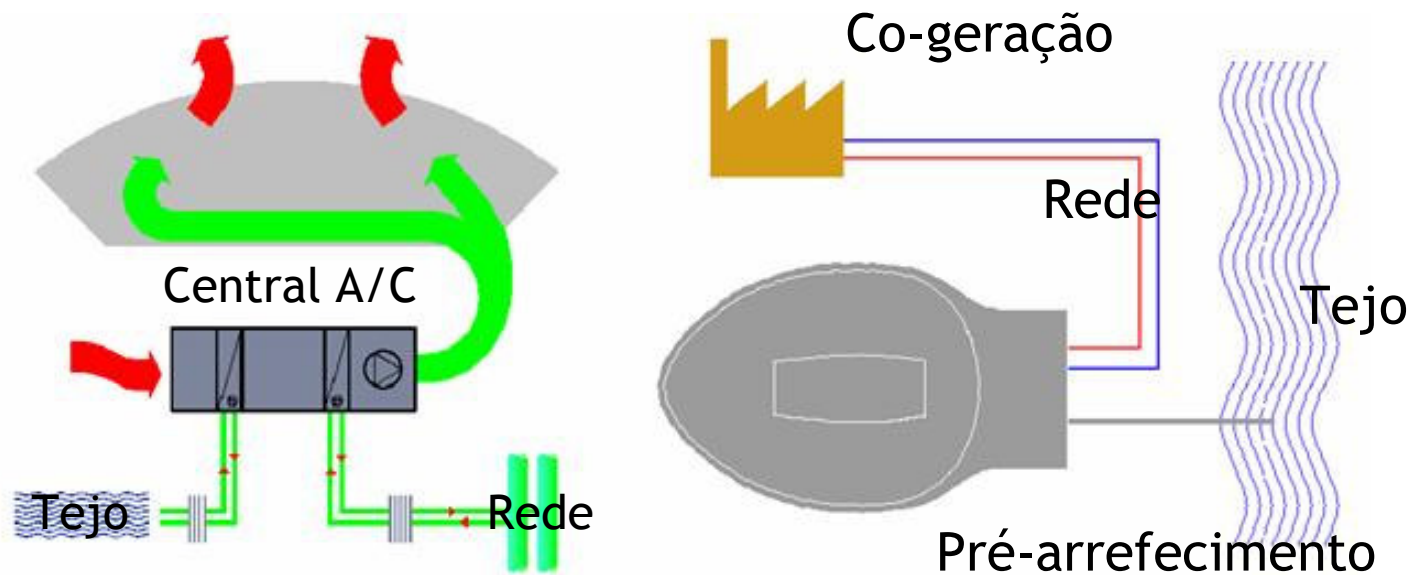 Central A/C
Tejo
Rede
Co-geração
Rede
Tejo
Pré-arrefecimento